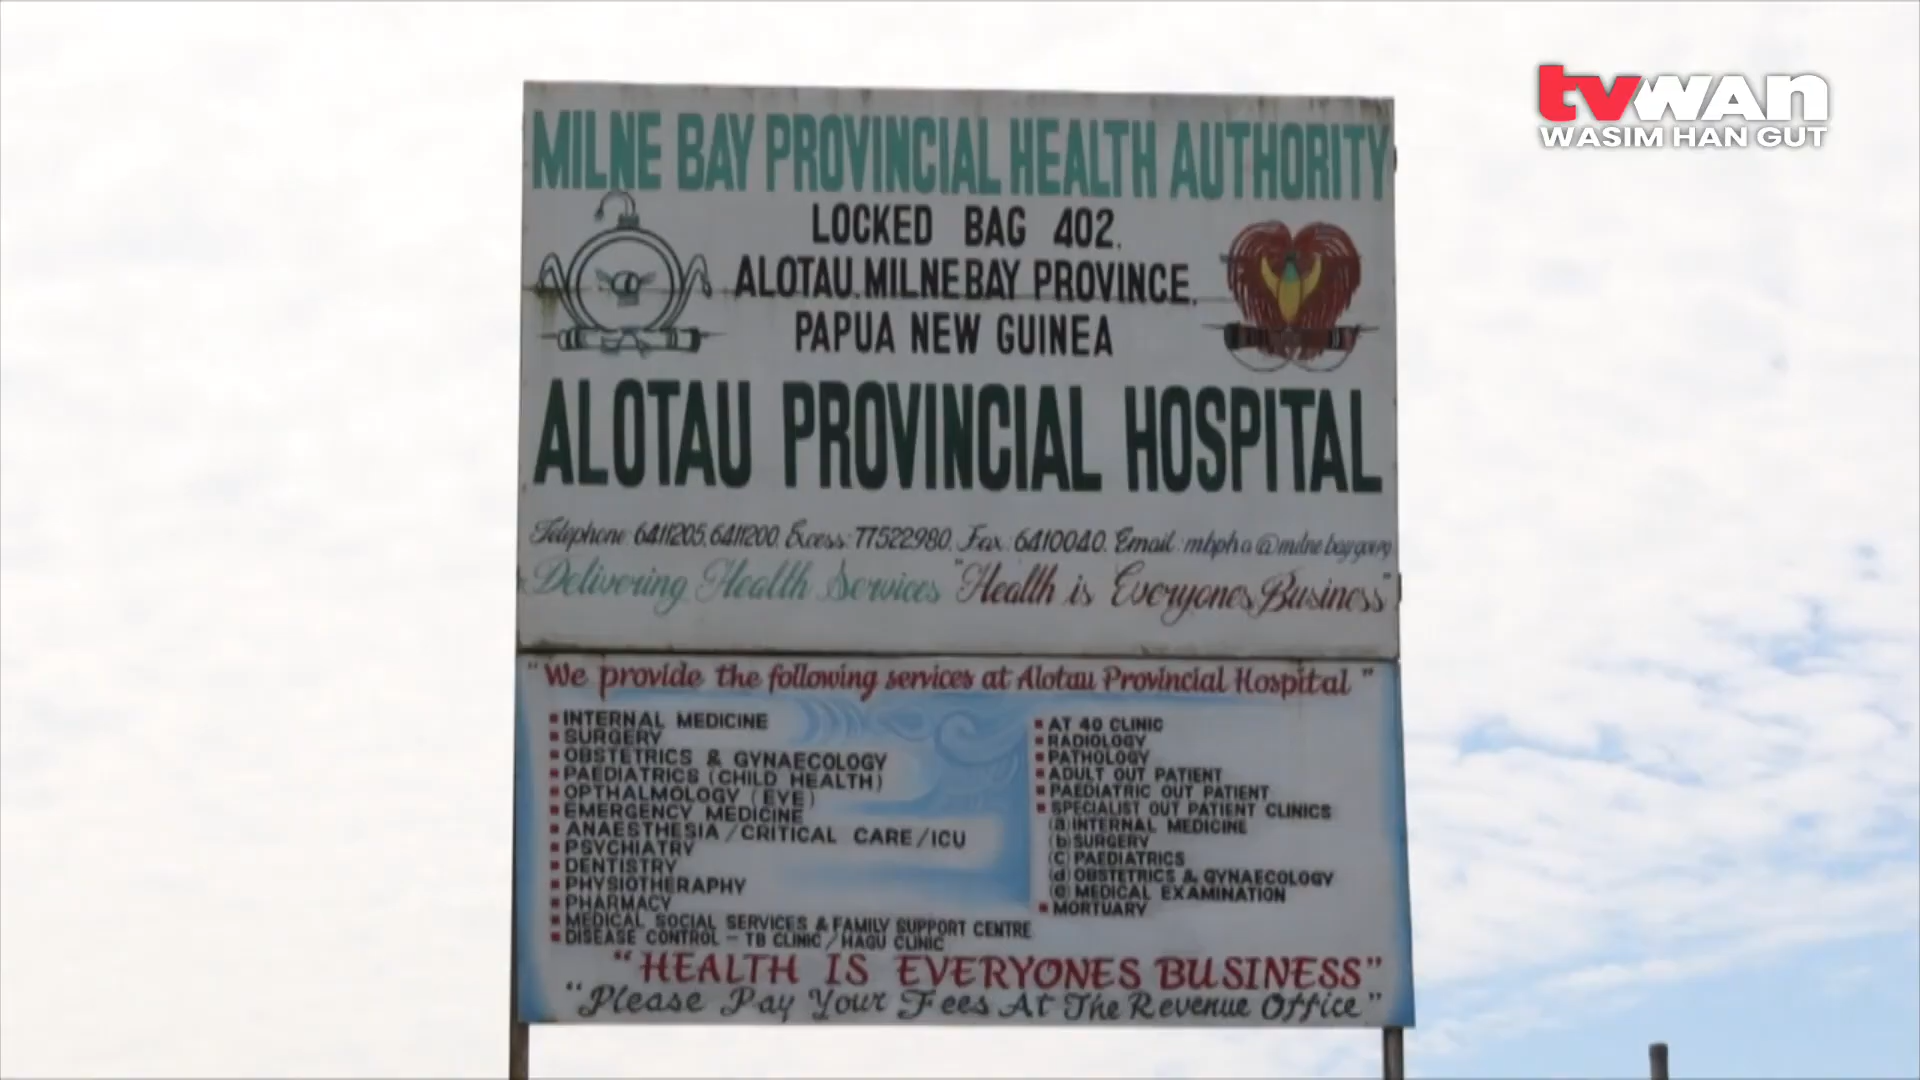 tvwan
WASIM HAN GUT
MILNE BAY PROVINCIAL HEALTH AUTHORITY
LOCKED BAG 402.
ALOTAU. MILNE BAY PROVINCE.
PAPUA NEW GUINEA
ALOTAU PROVINCIAL HOSPITAL
Telephone: 6411205, 6411200. Excess: 77522980. Fax: 6410040. Email: mbpha@milnebay.gov.pg
Delivering Health Services "Health is Everyones Business"
"We provide the following services at Alotau Provincial Hospital"
INTERNAL MEDICINE
SURGERY
OBSTETRICS & GYNAECOLOGY
PAEDIATRICS (CHILD HEALTH)
OPTHALMOLOGY (EYE)
EMERGENCY MEDICINE
ANAESTHESIA/CRITICAL CARE/ICU
PSYCHIATRY
DENTISTRY
PHYSIOTHERAPHY
PHARMACY
MEDICAL SOCIAL SERVICES & FAMILY SUPPORT CENTRE
DISEASE CONTROL - TB CLINIC/HAGU CLINIC
AT 40 CLINIC
RADIOLOGY
PATHOLOGY
ADULT OUT PATIENT
PAEDIATRIC OUT PATIENT
SPECIALIST OUT PATIENT CLINICS
(a) INTERNAL MEDICINE
(b) SURGERY
(c) PAEDIATRICS
(d) OBSTETRICS & GYNAECOLOGY
(e) MEDICAL EXAMINATION
MORTUARY
"HEALTH IS EVERYONES BUSINESS"
"Please Pay Your Fees At The Revenue Office"